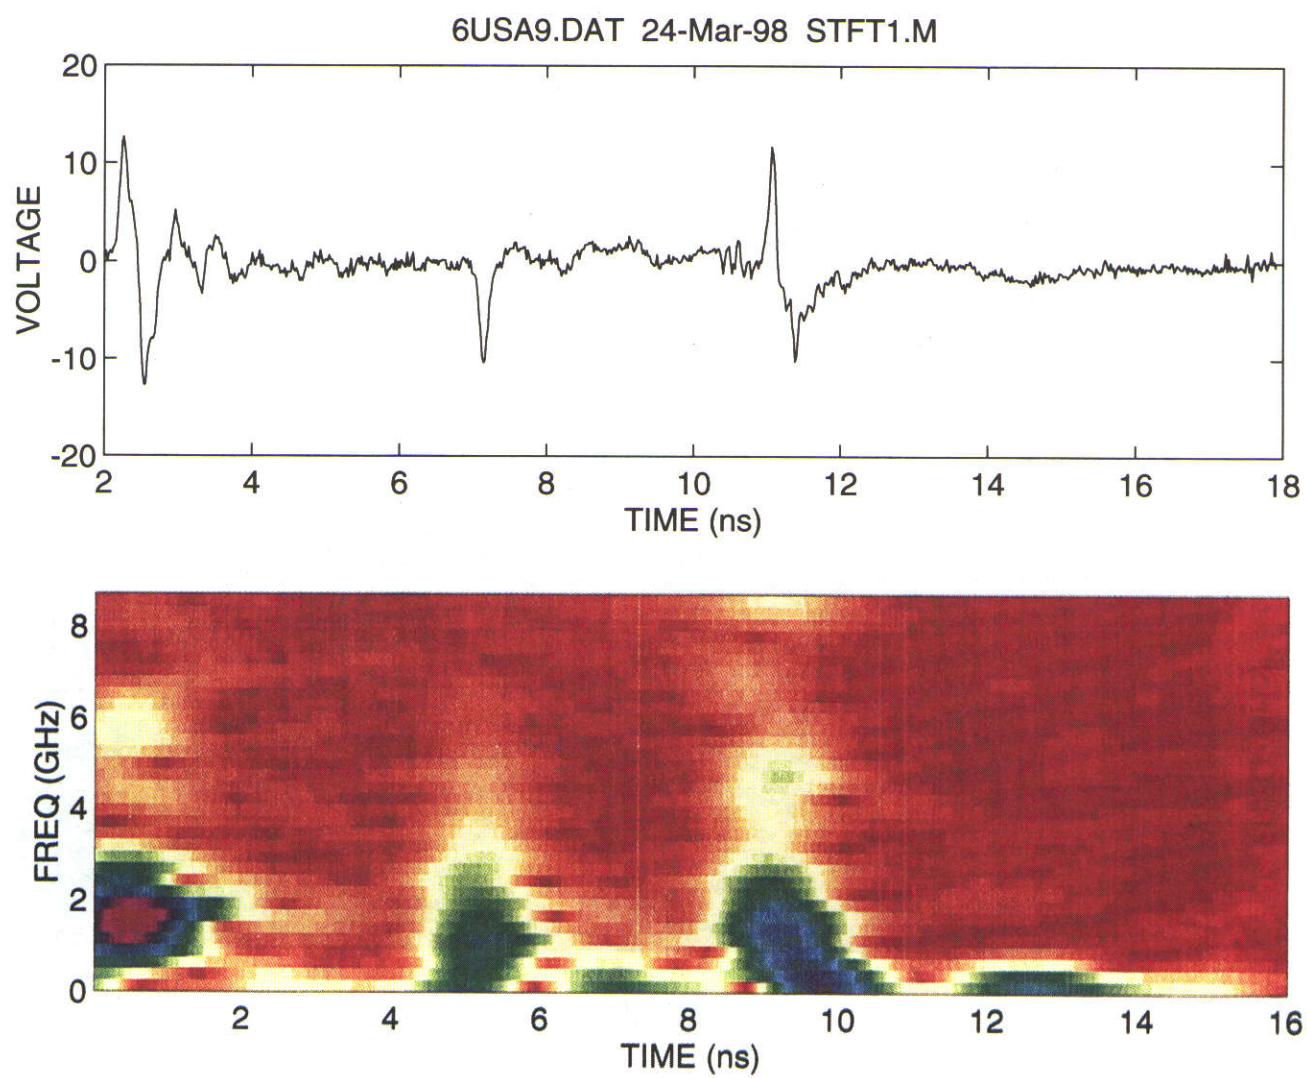 6USA9.DAT 24-Mar-98 STFT1.M
20
10
0
-10
-20
VOLTAGE
2 4 6 8 10 12 14 16 18
TIME (ns)
8
6
4
2
0
FREQ (GHz)
2 4 6 8 10 12 14 16
TIME (ns)